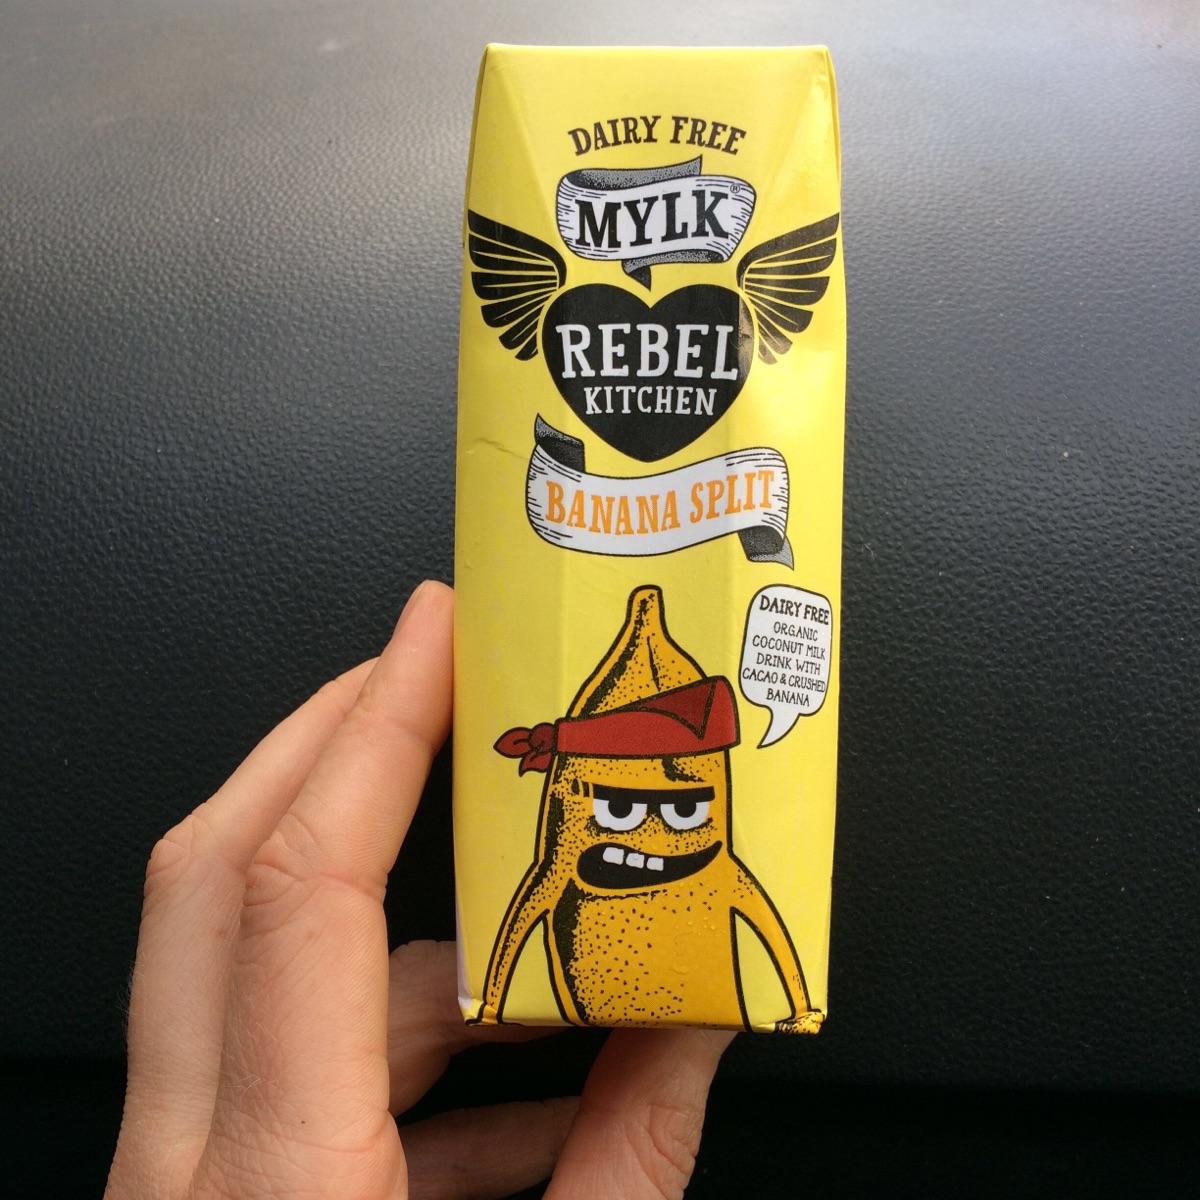 DAIRY FREE
MYLK®
REBEL
KITCHEN
BANANA SPLIT
DAIRY FREE
ORGANIC
COCONUT MILK
DRINK WITH
CACAO & CRUSHED
BANANA